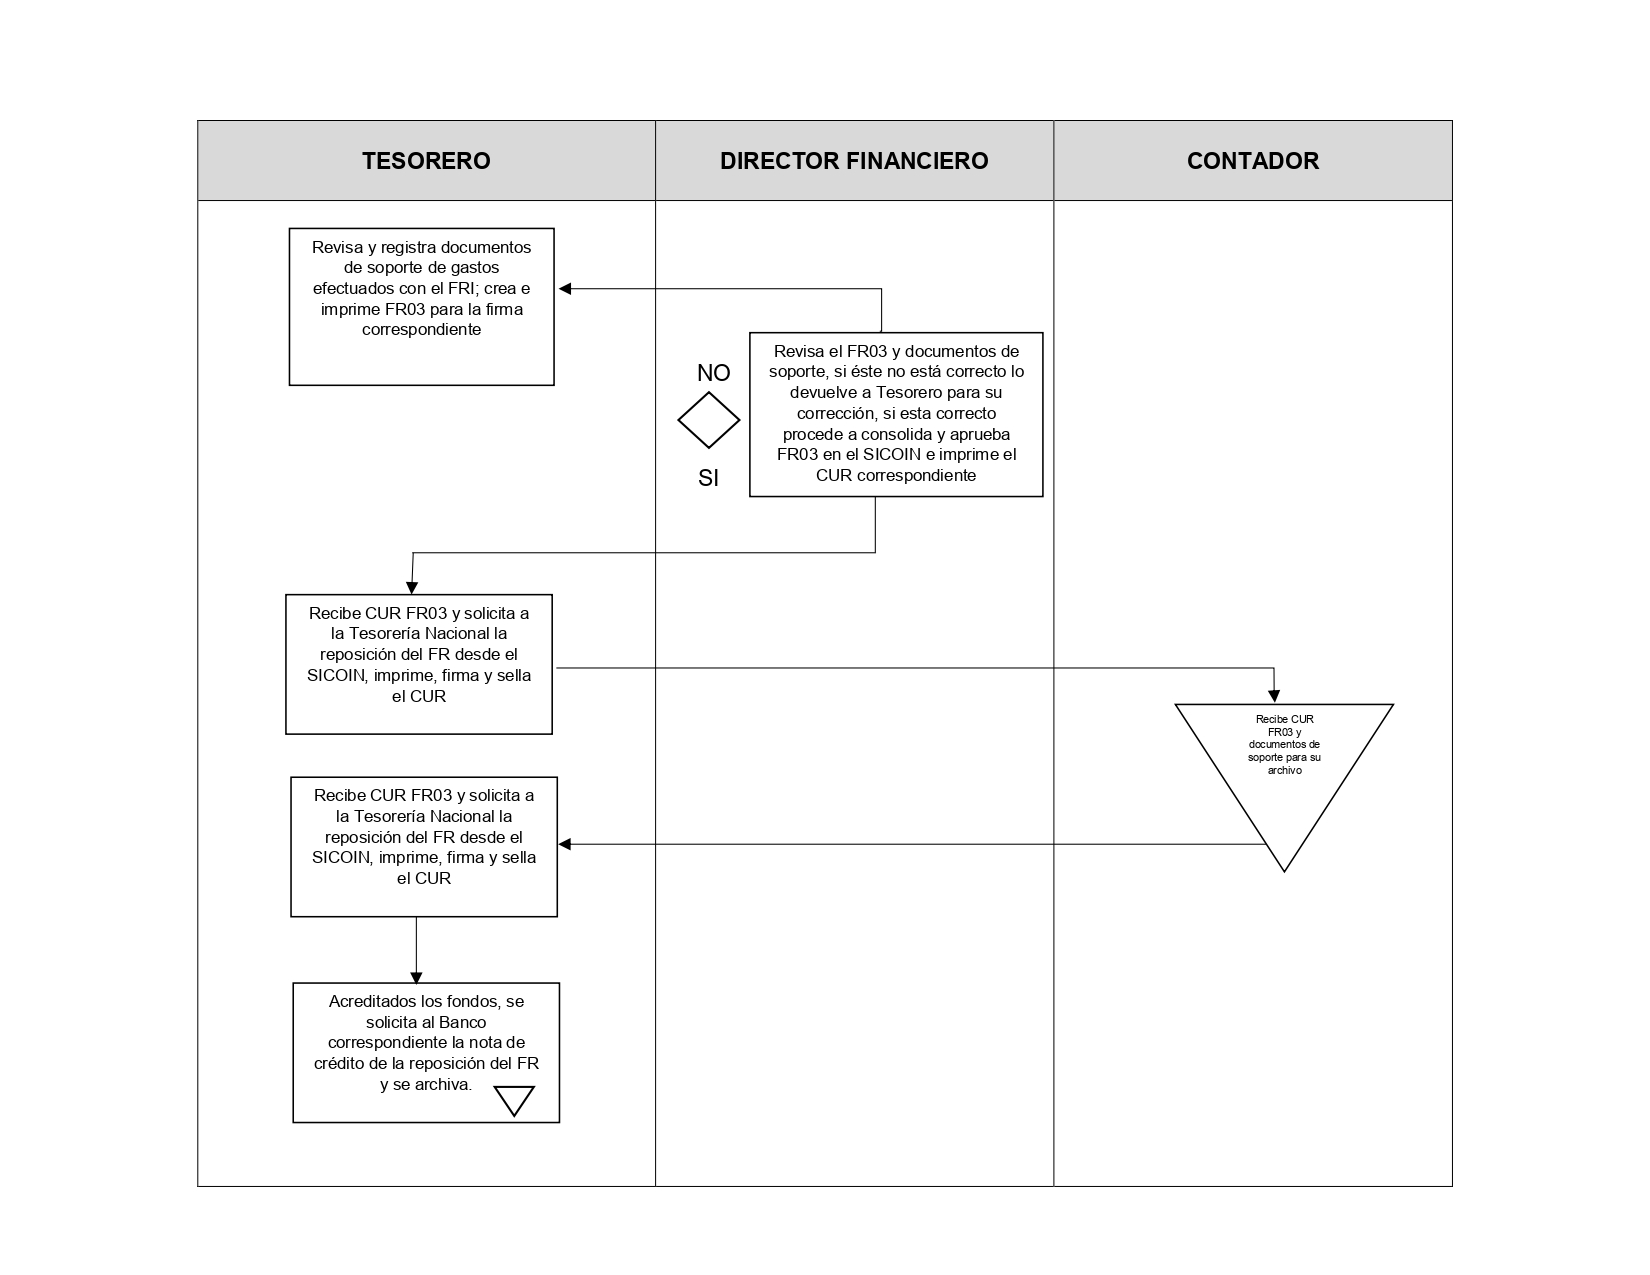 TESORERO
DIRECTOR FINANCIERO
CONTADOR
Revisa y registra documentos
de soporte de gastos
efectuados con el FRI; crea e
imprime FR03 para la firma
correspondiente
NO
SI
Revisa el FR03 y documentos de
soporte, si éste no está correcto lo
devuelve a Tesorero para su
corrección, si esta correcto
procede a consolida y aprueba
FR03 en el SICOIN e imprime el
CUR correspondiente
Recibe CUR FR03 y solicita a
la Tesorería Nacional la
reposición del FR desde el
SICOIN, imprime, firma y sella
el CUR
Recibe CUR
FR03 y
documentos de
soporte para su
archivo
Recibe CUR FR03 y solicita a
la Tesorería Nacional la
reposición del FR desde el
SICOIN, imprime, firma y sella
el CUR
Acreditados los fondos, se
solicita al Banco
correspondiente la nota de
crédito de la reposición del FR
y se archiva.